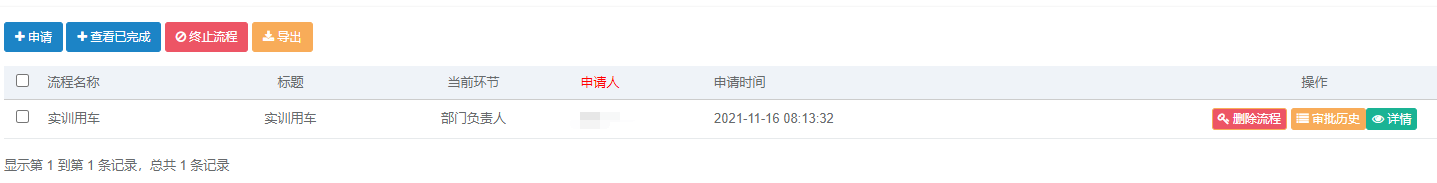 申请 查看已完成 终止流程 导出
流程名称 标题 当前环节 申请人 申请时间 操作
实训用车 实训用车 部门负责人 2021-11-16 08:13:32 删除流程 审批历史 详情
显示第 1 到第 1 条记录，总共 1 条记录